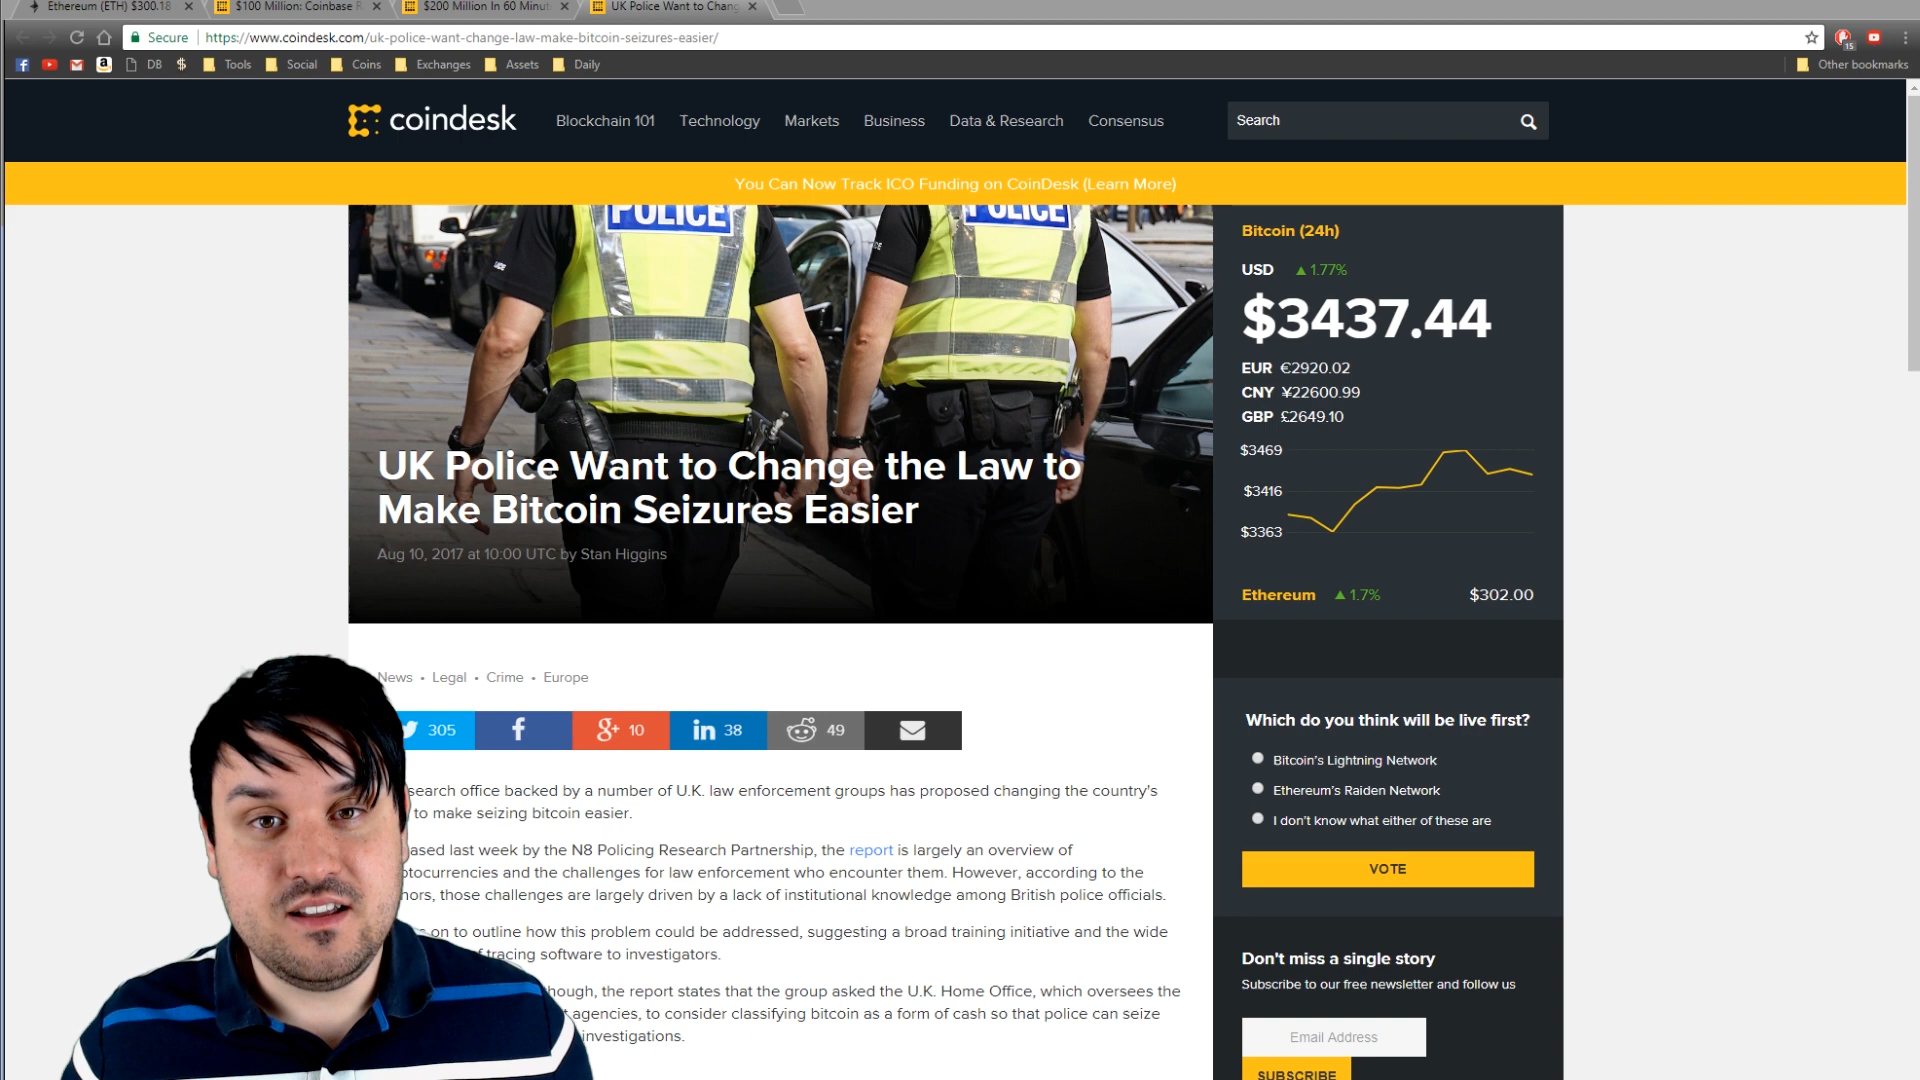 Ethereum (ETH) $300.18
$100 Million: Coinbase R
$200 Million In 60 Minut
UK Police Want to Chang
Secure
https://www.coindesk.com/uk-police-want-change-law-make-bitcoin-seizures-easier/
15
DB
$
Tools
Social
Coins
Exchanges
Assets
Daily
Other bookmarks
coindesk
Blockchain 101
Technology
Markets
Business
Data & Research
Consensus
Search
You Can Now Track ICO Funding on CoinDesk (Learn More)
POLICE
POLICE
UK Police Want to Change the Law to
Make Bitcoin Seizures Easier
Aug 10, 2017 at 10:00 UTC by Stan Higgins
Bitcoin (24h)
USD ▲ 1.77%
$3437.44
EUR €2920.02
CNY ¥22600.99
GBP £2649.10
$3469
$3416
$3363
Ethereum ▲ 1.7% $302.00
News • Legal • Crime • Europe
305
f
g+ 10
in 38
49
search office backed by a number of U.K. law enforcement groups has proposed changing the country's
to make seizing bitcoin easier.
ased last week by the N8 Policing Research Partnership, the report is largely an overview of
tocurrencies and the challenges for law enforcement who encounter them. However, according to the
hors, those challenges are largely driven by a lack of institutional knowledge among British police officials.
on to outline how this problem could be addressed, suggesting a broad training initiative and the wide
f tracing software to investigators.
hough, the report states that the group asked the U.K. Home Office, which oversees the
agencies, to consider classifying bitcoin as a form of cash so that police can seize
investigations.
Which do you think will be live first?
Bitcoin's Lightning Network
Ethereum's Raiden Network
I don't know what either of these are
VOTE
Don't miss a single story
Subscribe to our free newsletter and follow us
Email Address
SUBSCRIBE